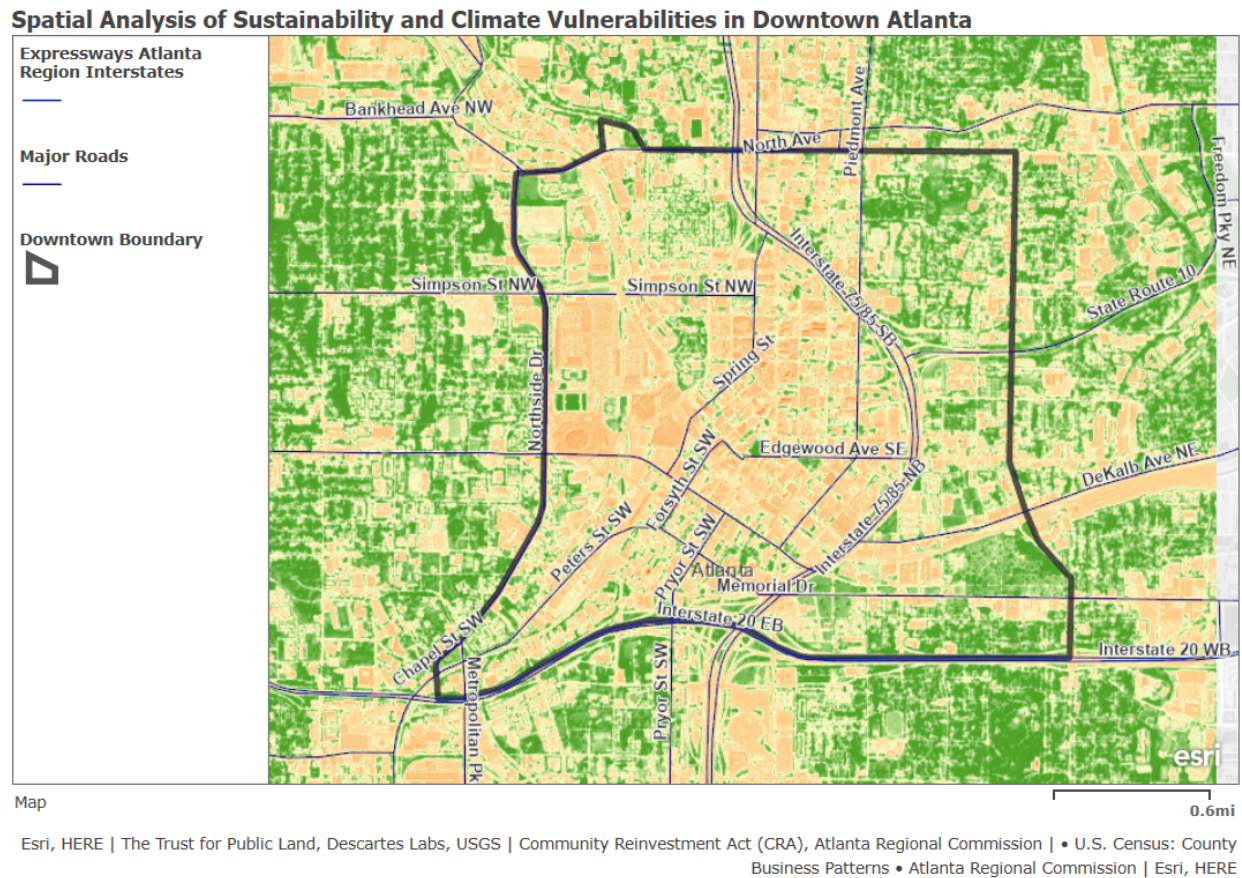 Spatial Analysis of Sustainability and Climate Vulnerabilities in Downtown Atlanta
Expressways Atlanta
Region Interstates
Major Roads
Downtown Boundary
Bankhead Ave NW
North Ave
Piedmont Ave
Freedom Pky NE
Interstate 75/85 SB
State Route 10
Simpson St NW
Simpson St NW
Spring St
Northside Dr
Edgewood Ave SE
Forsyth St SW
DeKalb Ave NE
Interstate 75/85 NB
Peters St SW
Pryor St SW
Atlanta
Memorial Dr
Interstate 20 EB
Chapel St SW
Interstate 20 WB
Metropolitan Pk
Pryor St SW
esri
Map
0.6mi
Esri, HERE | The Trust for Public Land, Descartes Labs, USGS | Community Reinvestment Act (CRA), Atlanta Regional Commission | • U.S. Census: County
Business Patterns • Atlanta Regional Commission | Esri, HERE